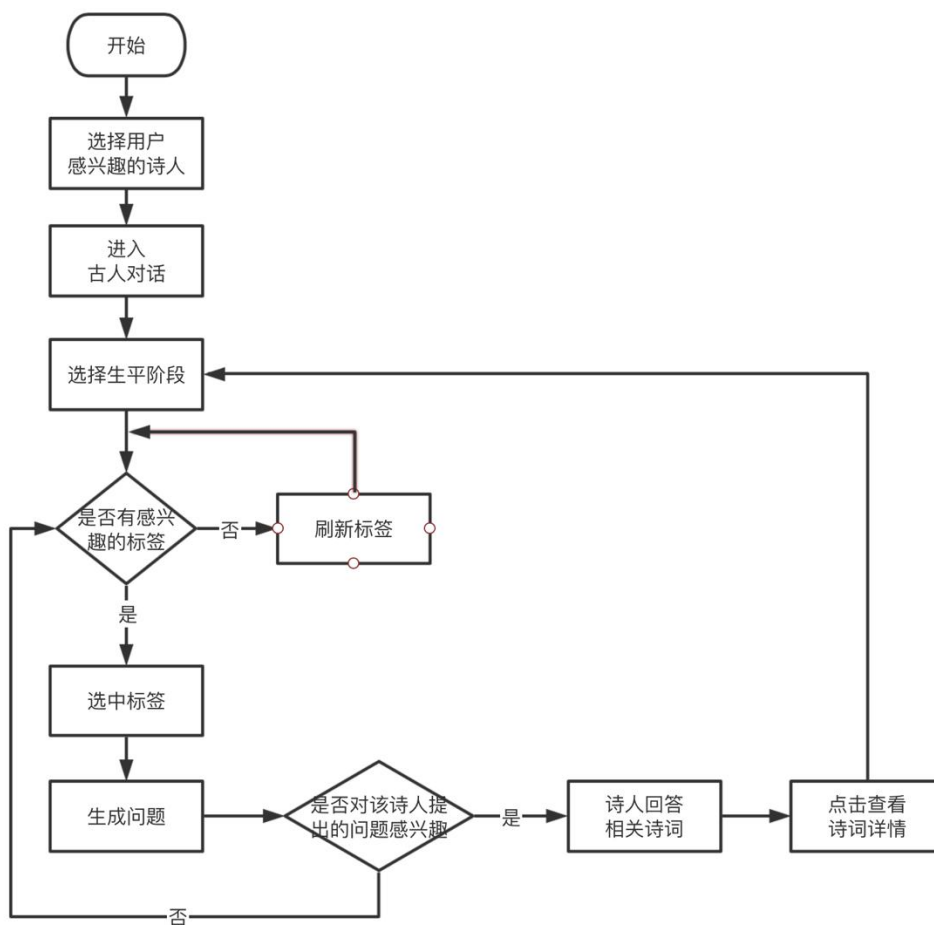 开始
选择用户
感兴趣的诗人
进入
古人对话
选择生平阶段
是否有感兴
趣的标签
否
刷新标签
是
选中标签
生成问题
是否对该诗人提
出的问题感兴趣
是
诗人回答
相关诗词
点击查看
诗词详情
否